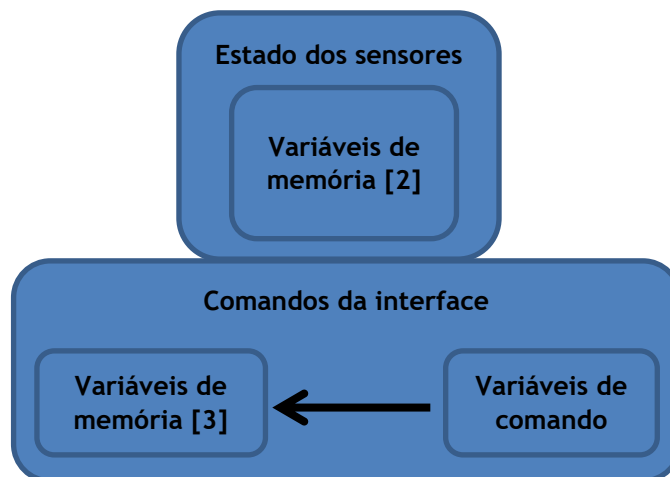 Estado dos sensores
Variáveis de
memória [2]
Comandos da interface
Variáveis de
memória [3]
Variáveis de
comando